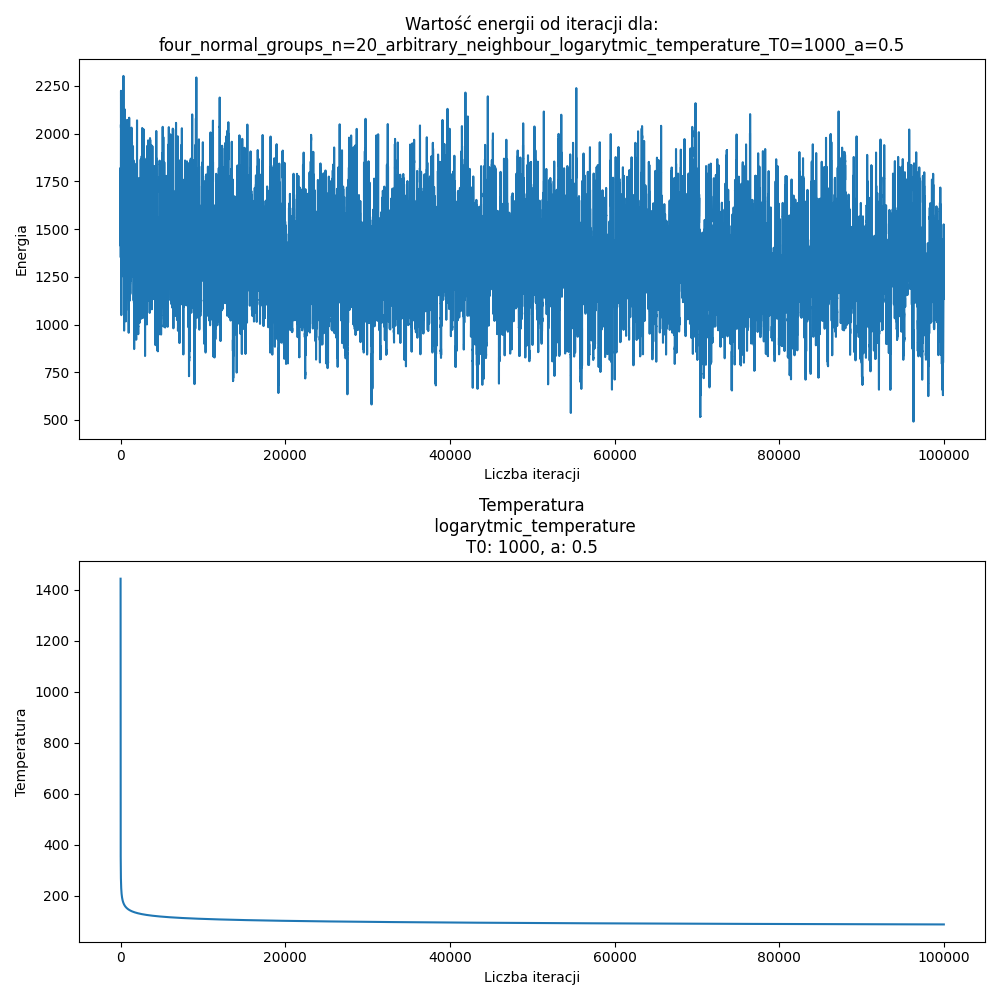 Wartość energii od iteracji dla:
four_normal_groups_n=20_arbitrary_neighbour_logarytmic_temperature_T0=1000_a=0.5
2250
2000
1750
1500
1250
1000
750
500
Energia
0 20000 40000 60000 80000 100000
Liczba iteracji
Temperatura
logarytmic_temperature
T0: 1000, a: 0.5
1400
1200
1000
800
600
400
200
Temperatura
0 20000 40000 60000 80000 100000
Liczba iteracji